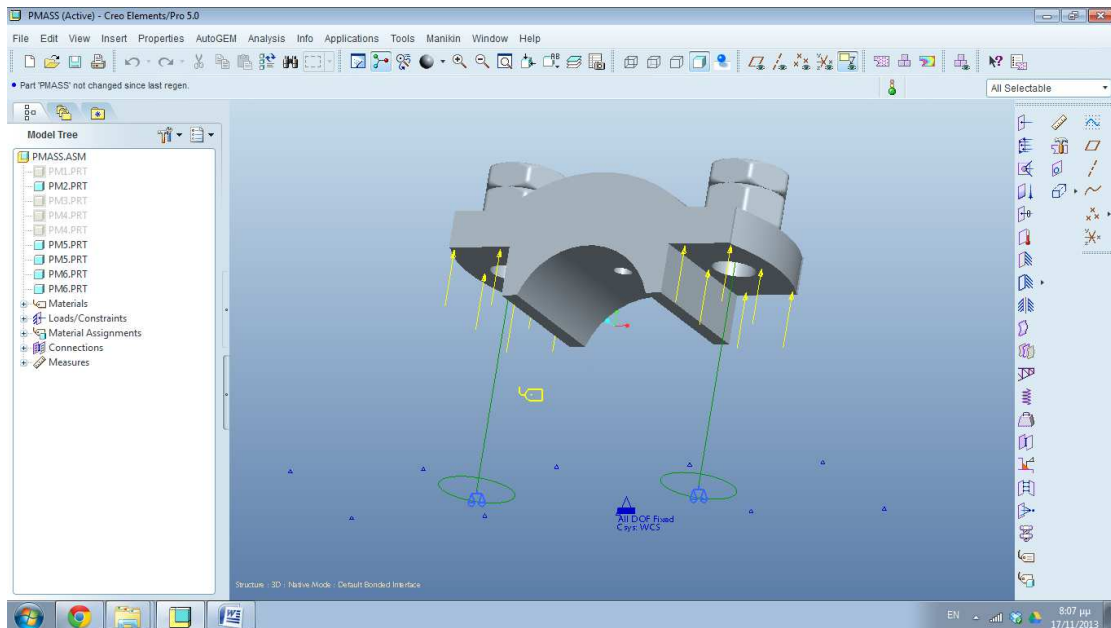 PMASS (Active) - Creo Elements/Pro 5.0
File Edit View Insert Properties AutoGEM Analysis Info Applications Tools Manikin Window Help
Part 'PMASS' not changed since last regen.
All Selectable
Model Tree
PMASS.ASM
PM1.PRT
PM2.PRT
PM3.PRT
PM4.PRT
PM4.PRT
PM5.PRT
PM5.PRT
PM6.PRT
PM6.PRT
Materials
Loads/Constraints
Material Assignments
Connections
Measures
All DOF Fixed
Csys: WCS
Structure : 3D : Native Mode : Default Bonded Interface
EN
8:07 μμ
17/11/2013